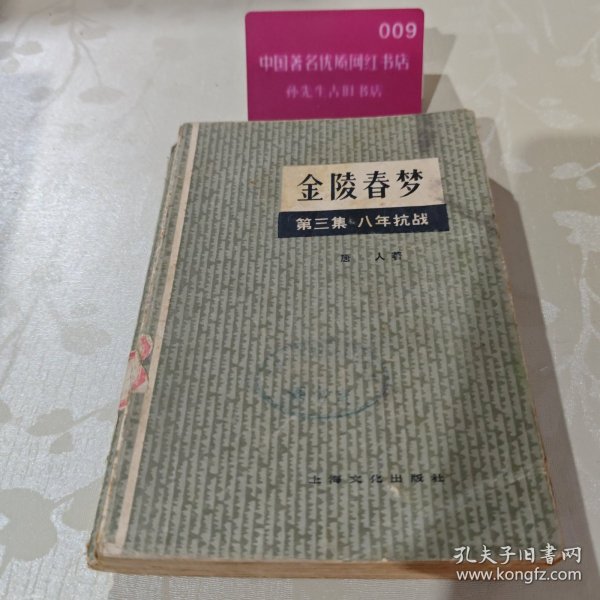 009
中国著名优质网红书店
孙先生古旧书店
金陵春梦
第三集·八年抗战
唐人著
上海文化出版社
孔夫子旧书网
www.kongfz.com